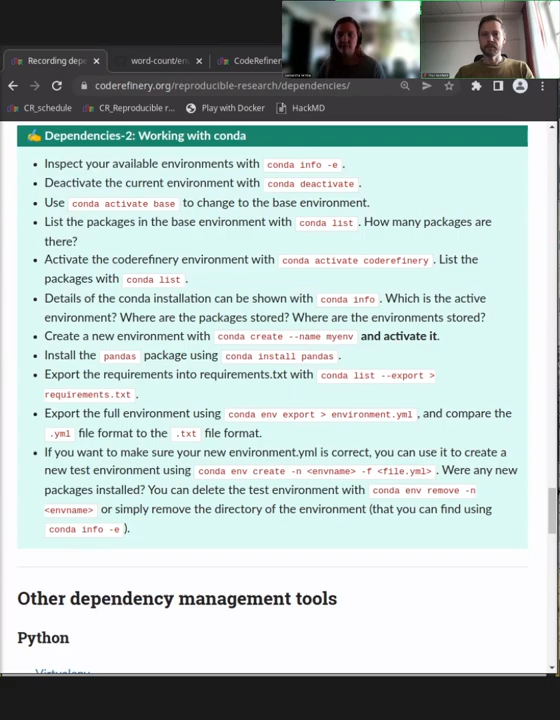 Recording depe
word-count/en
CodeRefiner
coderefinery.org/reproducible-research/dependencies/
CR_schedule
CR_Reproducible r...
Play with Docker
HackMD
✍️ Dependencies-2: Working with conda
• Inspect your available environments with conda info -e.
• Deactivate the current environment with conda deactivate.
• Use conda activate base to change to the base environment.
• List the packages in the base environment with conda list. How many packages are
there?
• Activate the coderefinery environment with conda activate coderefinery. List the
packages with conda list.
• Details of the conda installation can be shown with conda info. Which is the active
environment? Where are the packages stored? Where are the environments stored?
• Create a new environment with conda create --name myenv and activate it.
• Install the pandas package using conda install pandas.
• Export the requirements into requirements.txt with conda list --export >
requirements.txt.
• Export the full environment using conda env export > environment.yml, and compare the
.yml file format to the .txt file format.
• If you want to make sure your new environment.yml is correct, you can use it to create a
new test environment using conda env create -n <envname> -f <file.yml>. Were any new
packages installed? You can delete the test environment with conda env remove -n
<envname> or simply remove the directory of the environment (that you can find using
conda info -e).
Other dependency management tools
Python
Virtualenv